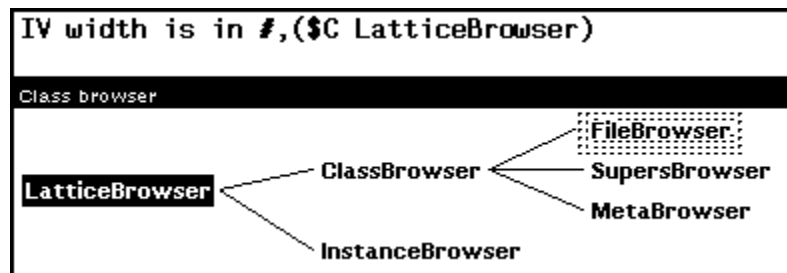 IV width is in #,($C LatticeBrowser)
Class browser
FileBrowser
ClassBrowser
SupersBrowser
LatticeBrowser
MetaBrowser
InstanceBrowser